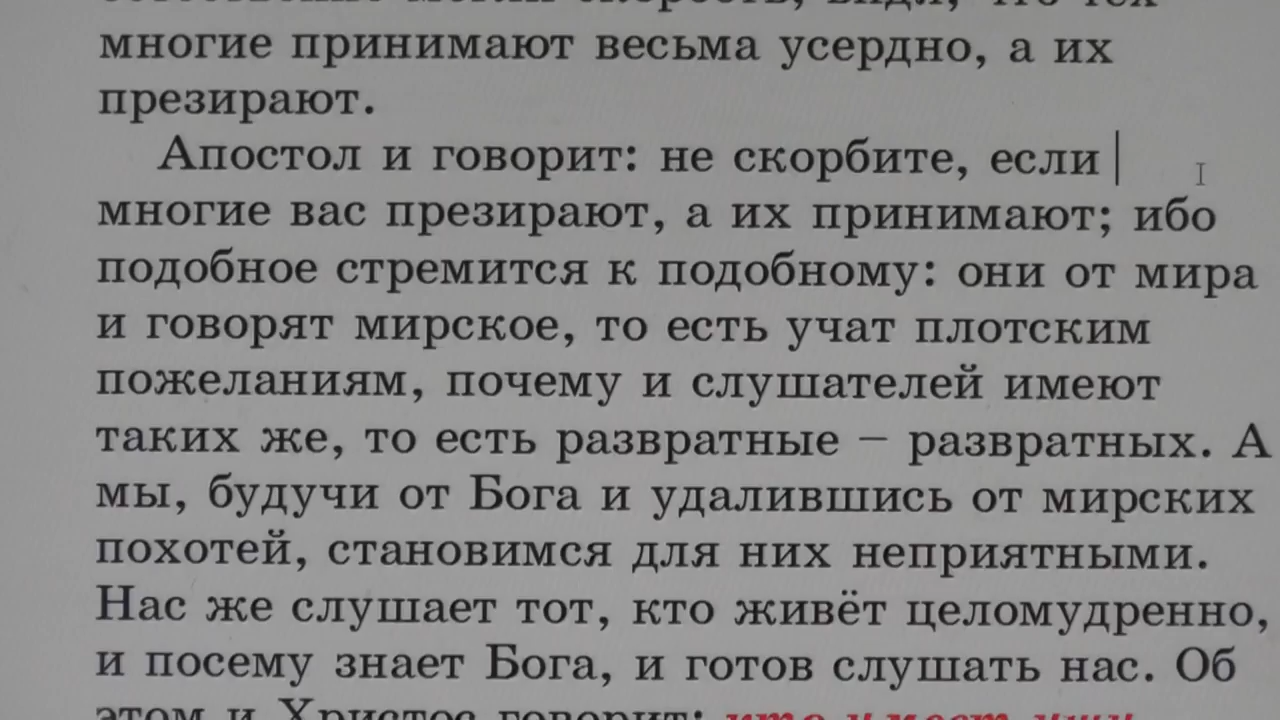 многие принимают весьма усердно, а их
презирают.
Апостол и говорит: не скорбите, если
многие вас презирают, а их принимают; ибо
подобное стремится к подобному: они от мира
и говорят мирское, то есть учат плотским
пожеланиям, почему и слушателей имеют
таких же, то есть развратные – развратных. А
мы, будучи от Бога и удалившись от мирских
похотей, становимся для них неприятными.
Нас же слушает тот, кто живёт целомудренно,
и посему знает Бога, и готов слушать нас. Об
этом и Христос говорит: